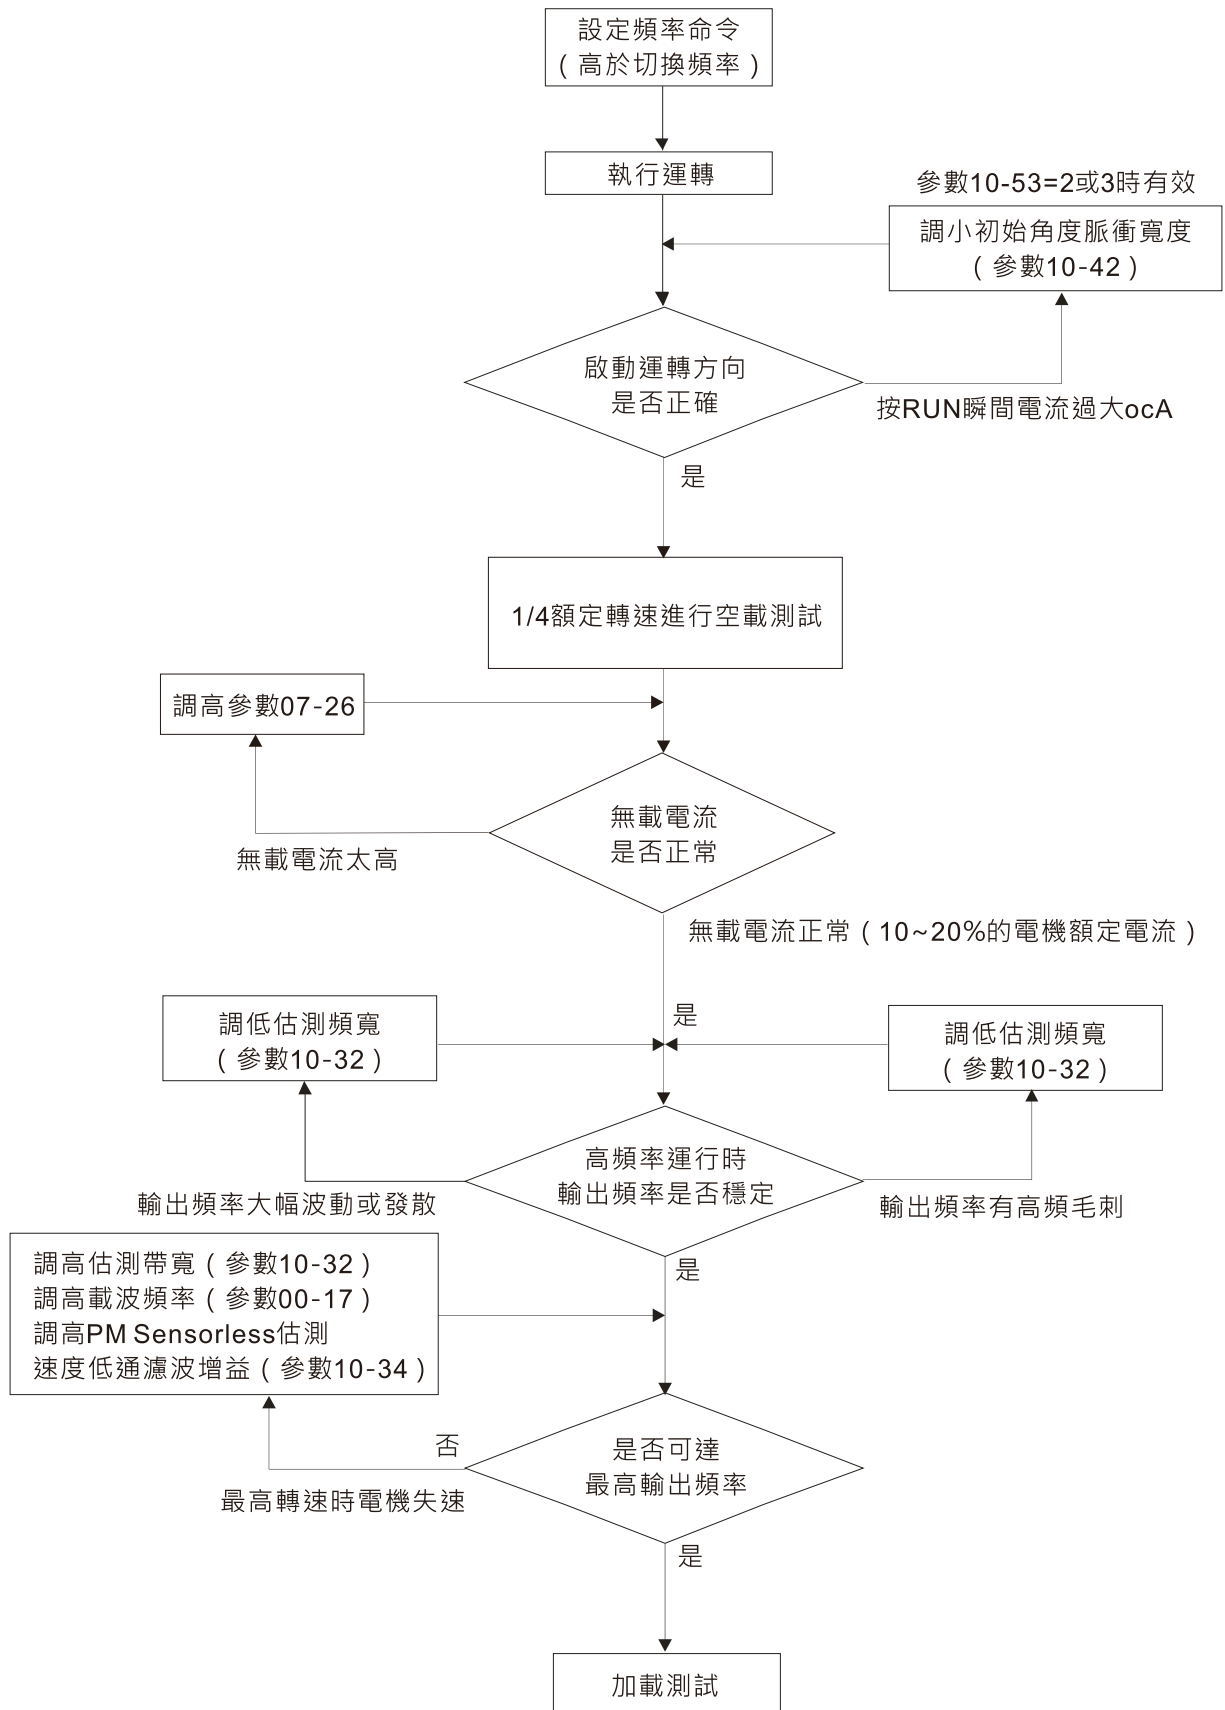 設定頻率命令
（高於切換頻率）
執行運轉
參數10-53=2或3時有效
調小初始角度脈衝寬度
（參數10-42）
啟動運轉方向
是否正確
按RUN瞬間電流過大ocA
是
1/4額定轉速進行空載測試
調高參數07-26
無載電流
是否正常
無載電流太高
無載電流正常（10~20%的電機額定電流）
是
調低估測頻寬
（參數10-32）
調低估測頻寬
（參數10-32）
高頻率運行時
輸出頻率是否穩定
輸出頻率大幅波動或發散
輸出頻率有高頻毛刺
是
調高估測帶寬（參數10-32）
調高載波頻率（參數00-17）
調高PM Sensorless估測
速度低通濾波增益（參數10-34）
否
是否可達
最高輸出頻率
最高轉速時電機失速
是
加載測試